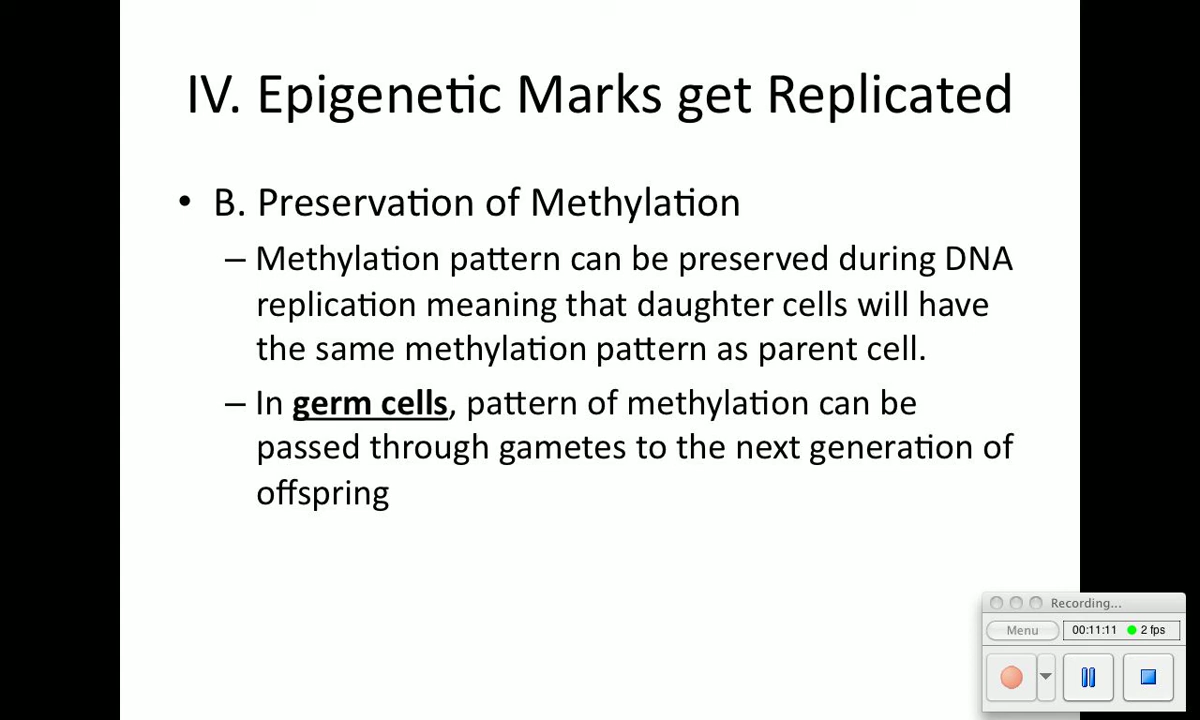 IV. Epigenetic Marks get Replicated
• B. Preservation of Methylation
– Methylation pattern can be preserved during DNA
replication meaning that daughter cells will have
the same methylation pattern as parent cell.
– In germ cells, pattern of methylation can be
passed through gametes to the next generation of
offspring
Recording...
Menu
00:11:11
2 fps